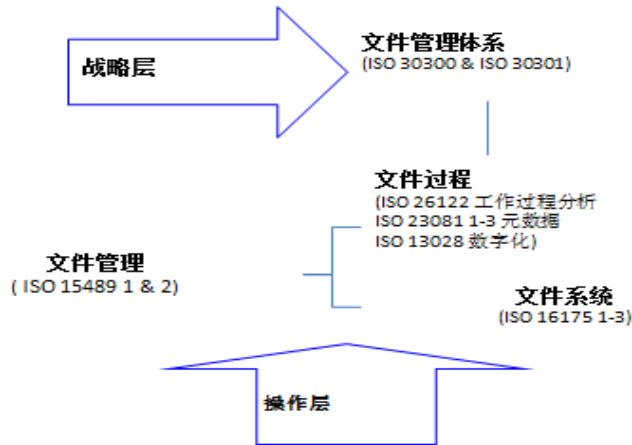 战略层
文件管理体系
(ISO 30300 & ISO 30301)
文件过程
(ISO 26122 工作过程分析
ISO 23081 1-3 元数据
ISO 13028 数字化)
文件管理
( ISO 15489 1 & 2)
文件系统
(ISO 16175 1-3)
操作层